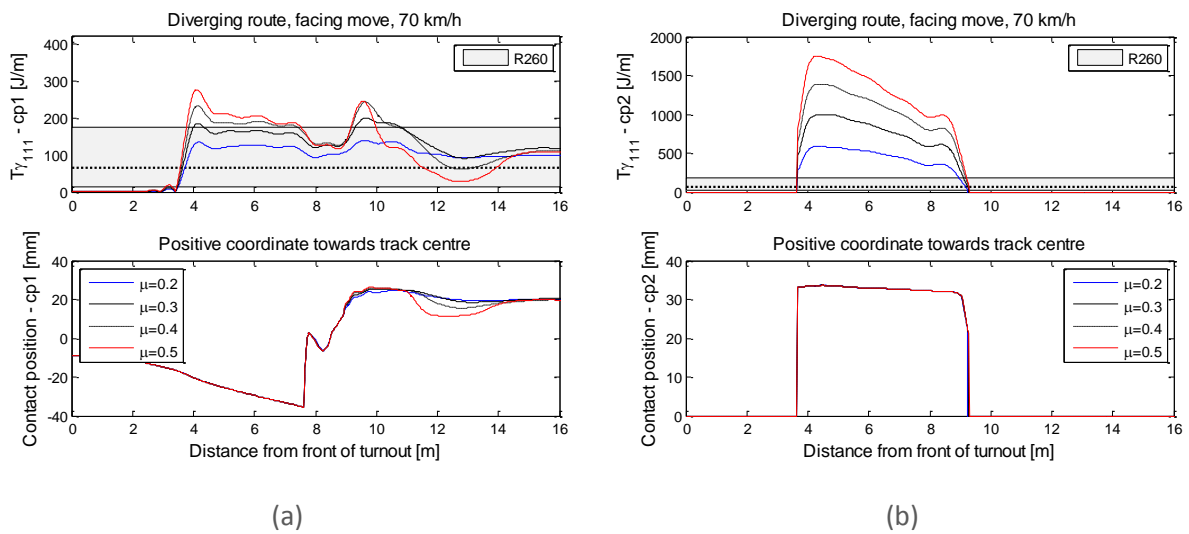 Diverging route, facing move, 70 km/h
Tγ111 - cp1 [J/m]
400
300
200
100
0
R260
0 2 4 6 8 10 12 14 16
Positive coordinate towards track centre
Contact position - cp1 [mm]
40
20
0
-20
-40
μ=0.2
μ=0.3
μ=0.4
μ=0.5
0 2 4 6 8 10 12 14 16
Distance from front of turnout [m]
(a)
Diverging route, facing move, 70 km/h
Tγ111 - cp2 [J/m]
2000
1500
1000
500
0
R260
0 2 4 6 8 10 12 14 16
Positive coordinate towards track centre
Contact position - cp2 [mm]
40
30
20
10
0
μ=0.2
μ=0.3
μ=0.4
μ=0.5
0 2 4 6 8 10 12 14 16
Distance from front of turnout [m]
(b)